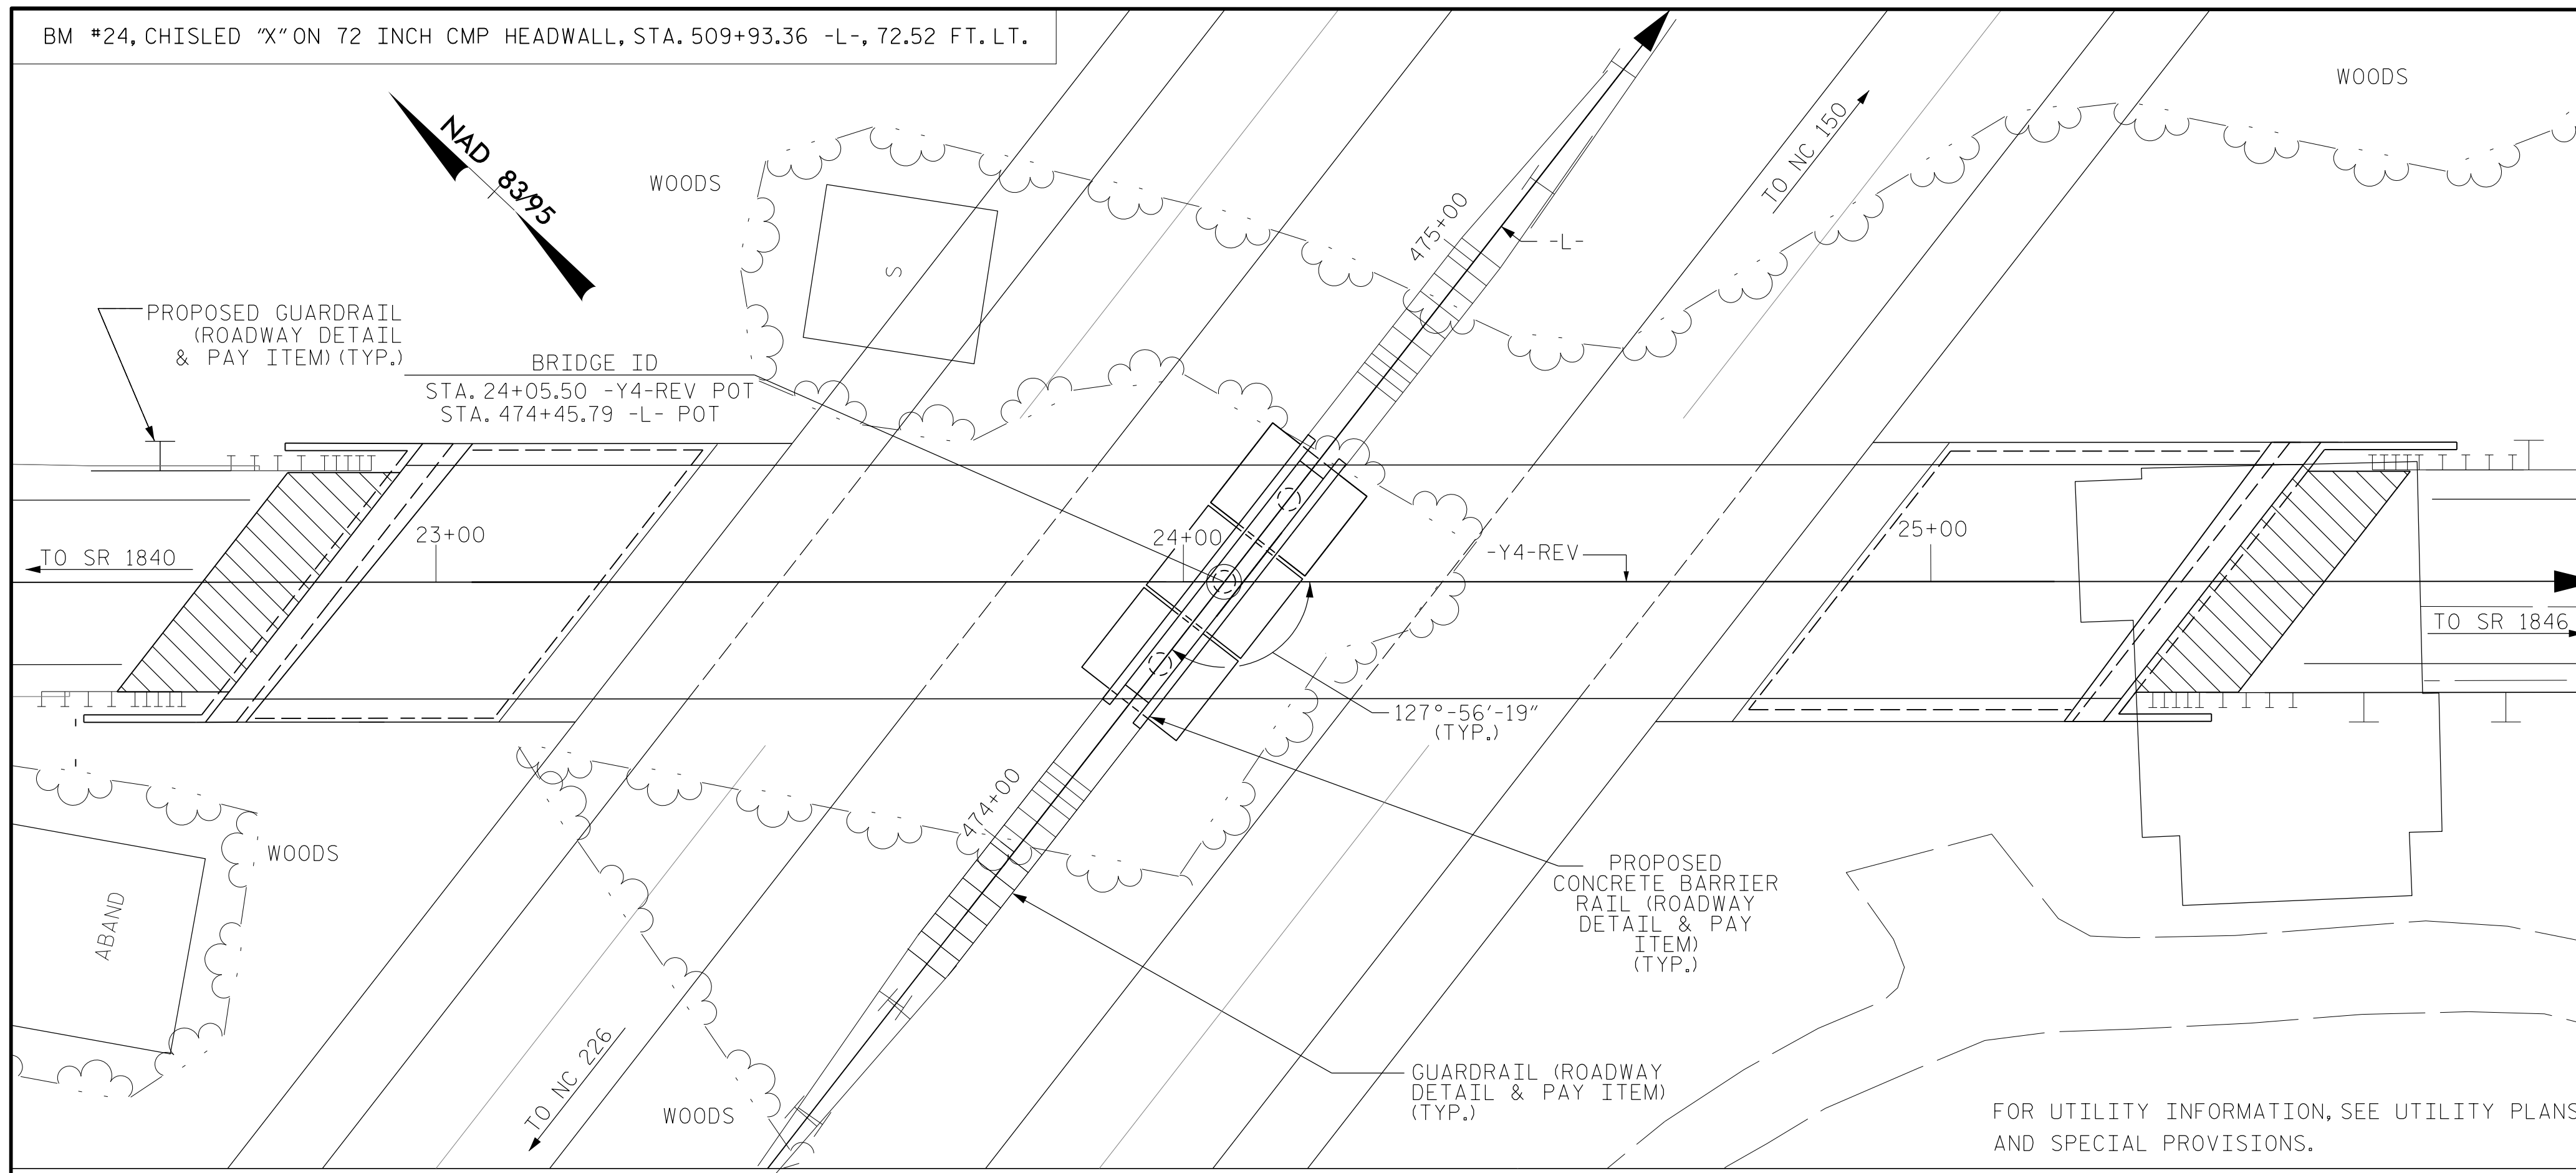 BM #24, CHISLED "X" ON 72 INCH CMP HEADWALL, STA. 509+93.36 -L-, 72.52 FT. LT.
WOODS
NAD 83/95
WOODS
TO NC 150
S
475+00
-L-
PROPOSED GUARDRAIL
(ROADWAY DETAIL
& PAY ITEM) (TYP.)
BRIDGE ID
STA. 24+05.50 -Y4-REV POT
STA. 474+45.79 -L- POT
23+00
24+00
-Y4-REV
25+00
TO SR 1840
TO SR 1846
127°-56'-19"
(TYP.)
474+00
WOODS
ABAND
PROPOSED
CONCRETE BARRIER
RAIL (ROADWAY
DETAIL & PAY
ITEM)
(TYP.)
TO NC 226
WOODS
GUARDRAIL (ROADWAY
DETAIL & PAY ITEM)
(TYP.)
FOR UTILITY INFORMATION, SEE UTILITY PLANS
AND SPECIAL PROVISIONS.